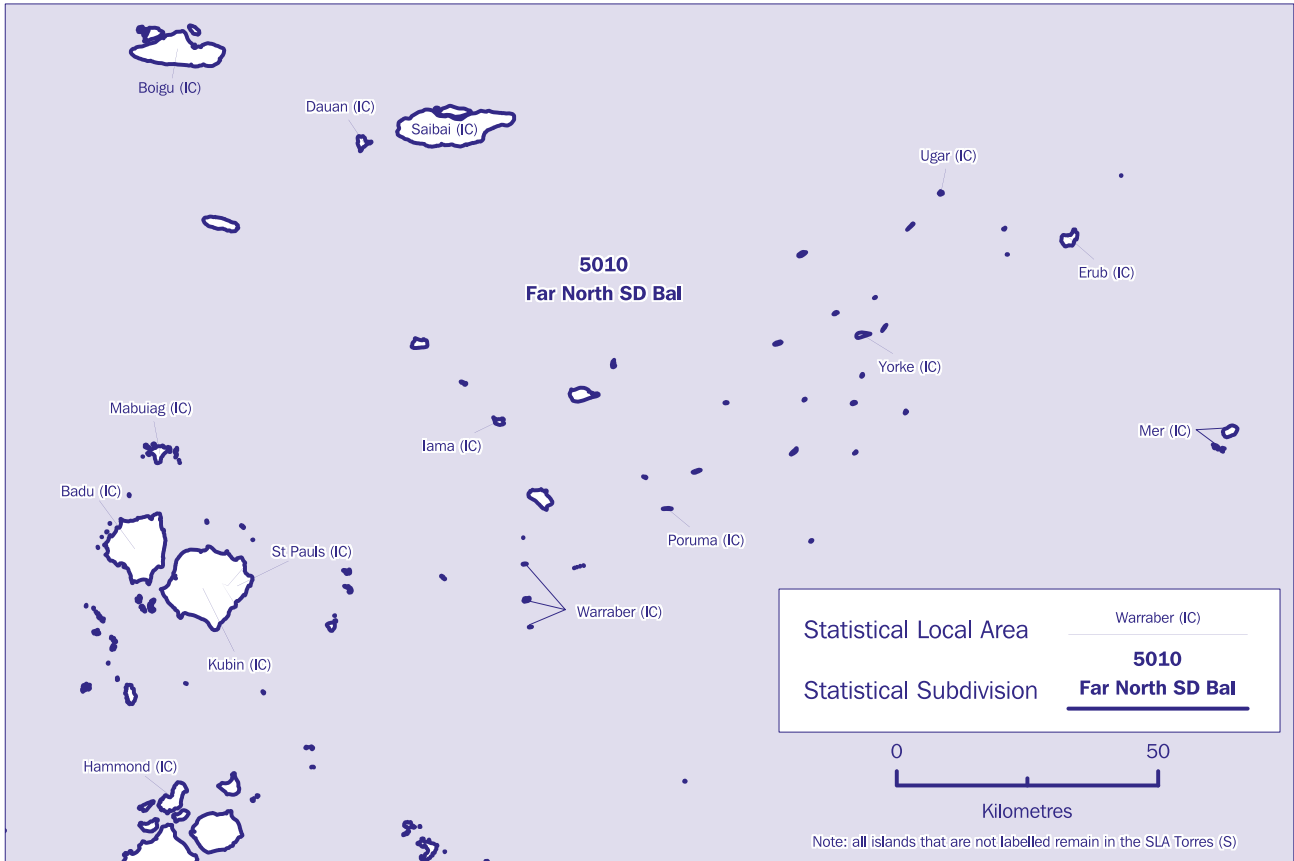 Boigu (IC)
Dauan (IC)
Saibai (IC)
Ugar (IC)
Erub (IC)
5010
Far North SD Bal
Yorke (IC)
Mabuiag (IC)
Iama (IC)
Mer (IC)
Badu (IC)
St Pauls (IC)
Poruma (IC)
Warraber (IC)
Kubin (IC)
Hammond (IC)
Statistical Local Area
Warraber (IC)
Statistical Subdivision
5010
Far North SD Bal
0 50
Kilometres
Note: all islands that are not labelled remain in the SLA Torres (S)